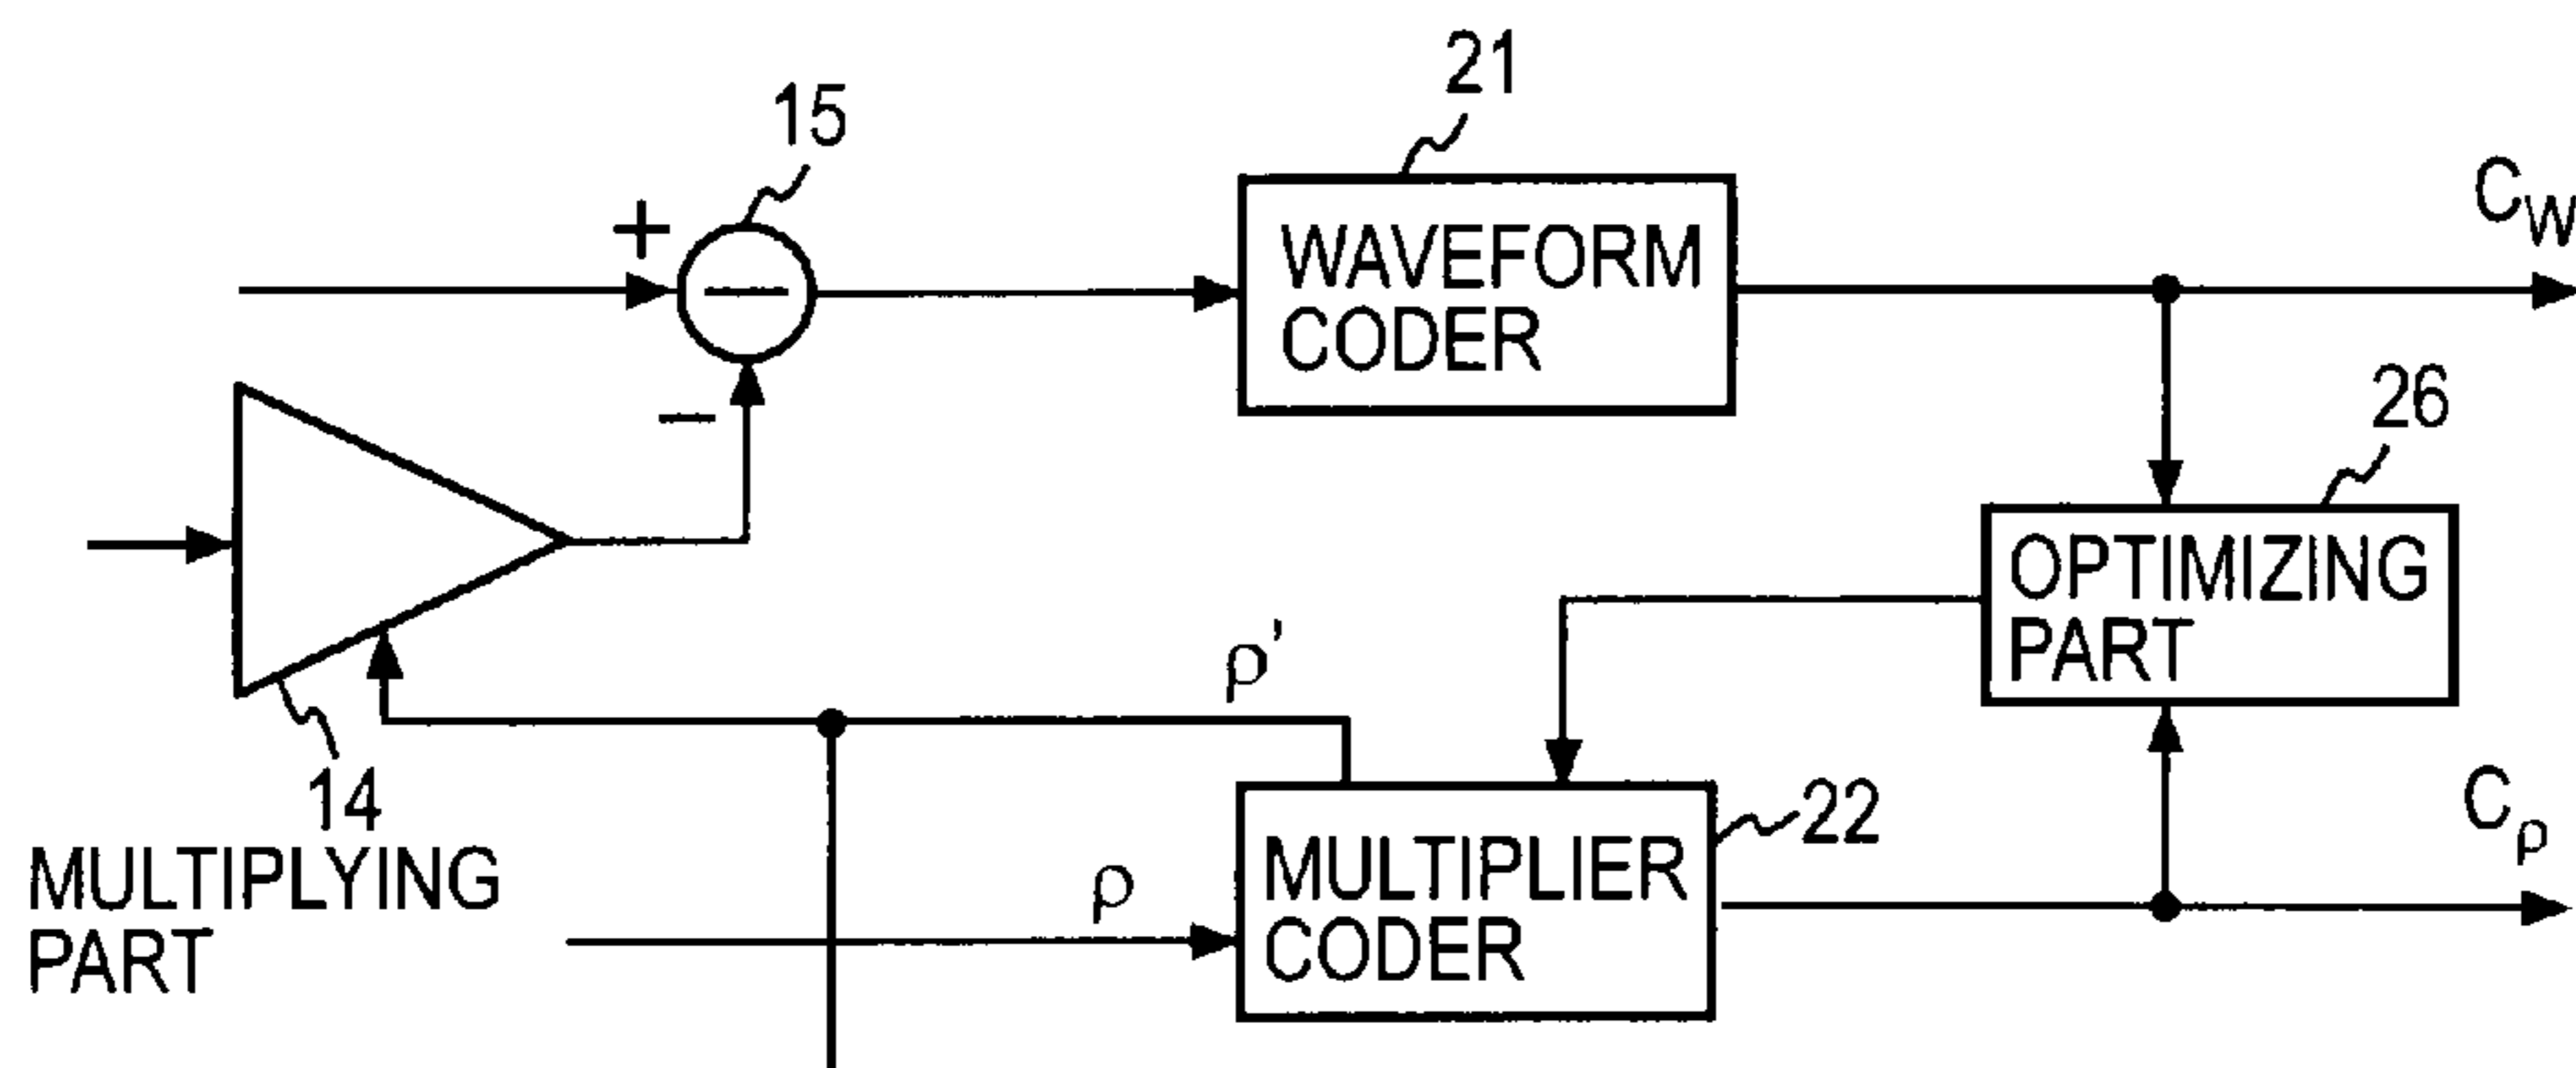 21
15
+
WAVEFORM
CODER
C_W
−
26
OPTIMIZING
PART
ρ'
14
MULTIPLYING
PART
ρ
MULTIPLIER
CODER
22
C_ρ